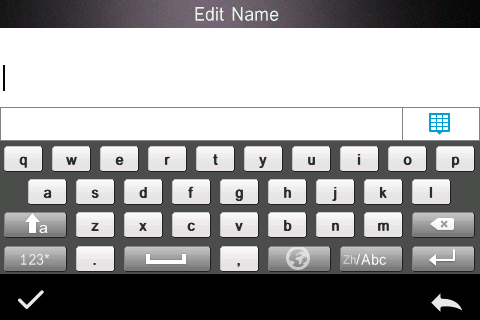 Edit Name
q w e r t y u i o p
a s d f g h j k l
a z x c v b n m
123* . , Zh/Abc